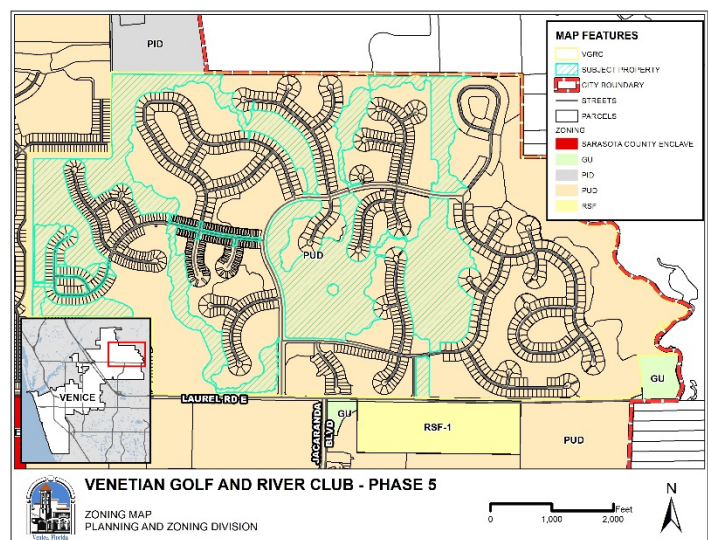 PID
MAP FEATURES
VGRC
SUBJECT PROPERTY
CITY BOUNDARY
STREETS
PARCELS
ZONING
SARASOTA COUNTY ENCLAVE
GU
PID
PUD
RSF
PUD
VENICE
LAUREL RD E
JACARANDA
BLVD
GU
RSF-1
PUD
GU
VENETIAN GOLF AND RIVER CLUB - PHASE 5
ZONING MAP
PLANNING AND ZONING DIVISION
Venice, Florida
Feet
0 1,000 2,000
N